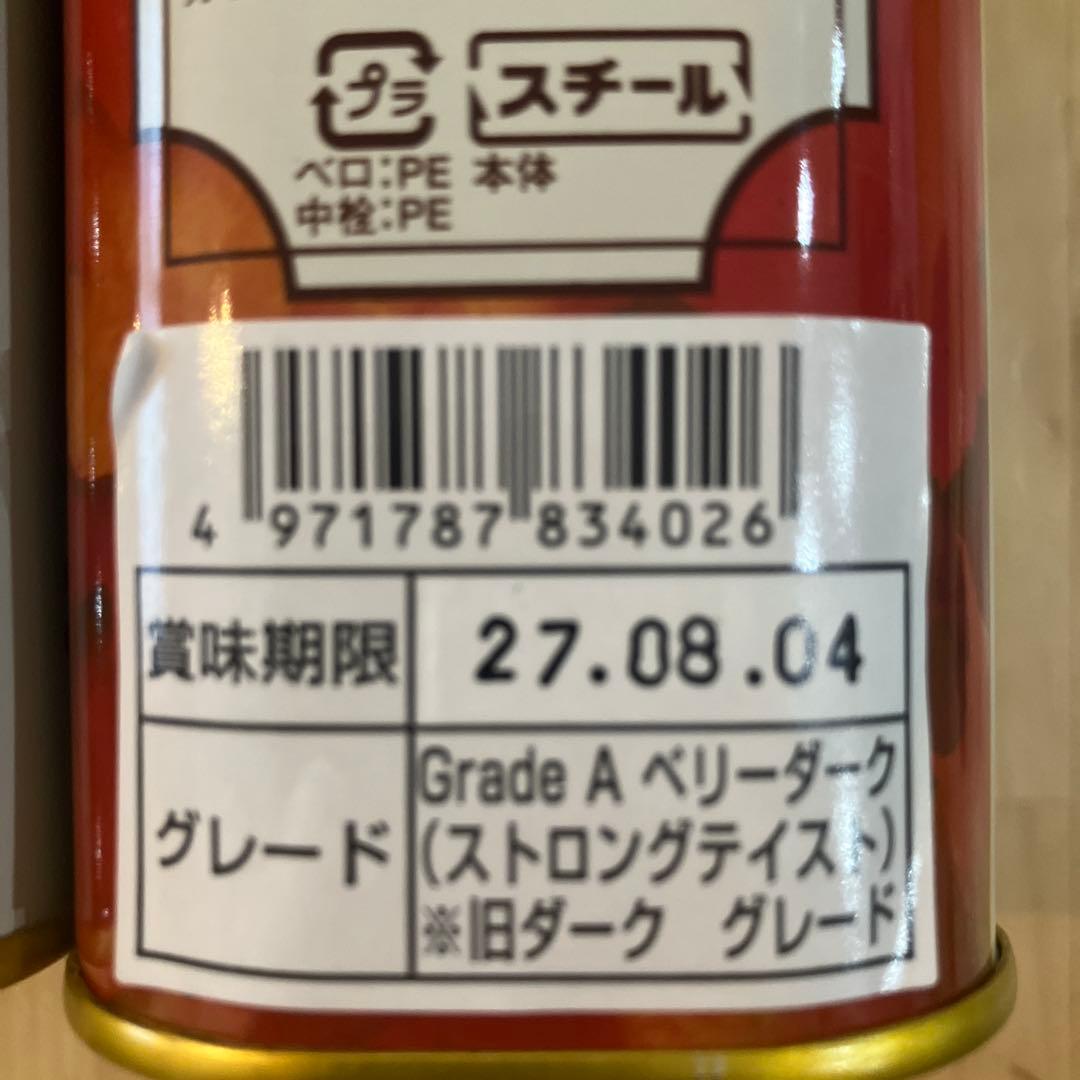 プラ スチール
ベロ:PE 本体
中栓:PE
4 971787 834026
賞味期限 27.08.04
グレード
Grade A ベリーダーク
(ストロングテイスト)
※旧ダーク グレード